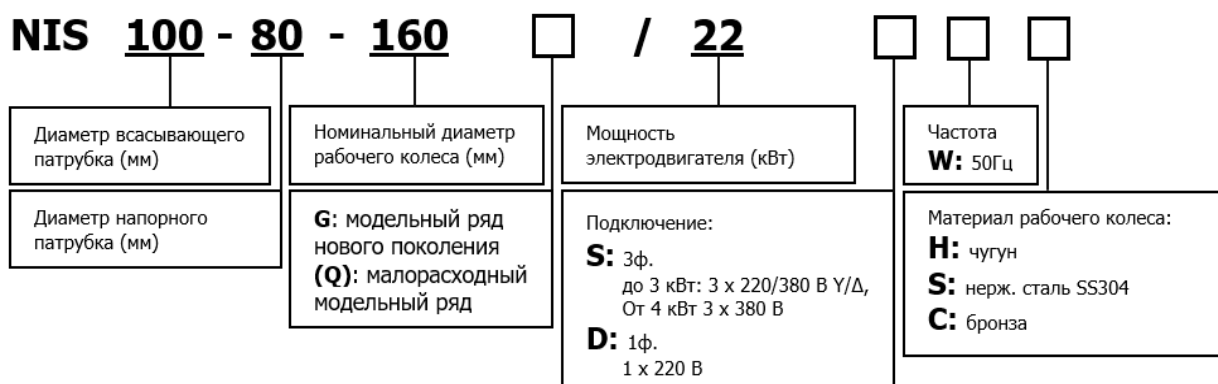 NIS 100 - 80 - 160 □ / 22 □ □ □
Диаметр всасывающего
патрубка (мм)
Диаметр напорного
патрубка (мм)
Номинальный диаметр
рабочего колеса (мм)
G: модельный ряд
нового поколения
(Q): малорасходный
модельный ряд
Мощность
электродвигателя (кВт)
Подключение:
S: 3ф.
до 3 кВт: 3 x 220/380 В Y/Δ,
От 4 кВт 3 x 380 В
D: 1ф.
1 x 220 В
Частота
W: 50Гц
Материал рабочего колеса:
H: чугун
S: нерж. сталь SS304
C: бронза